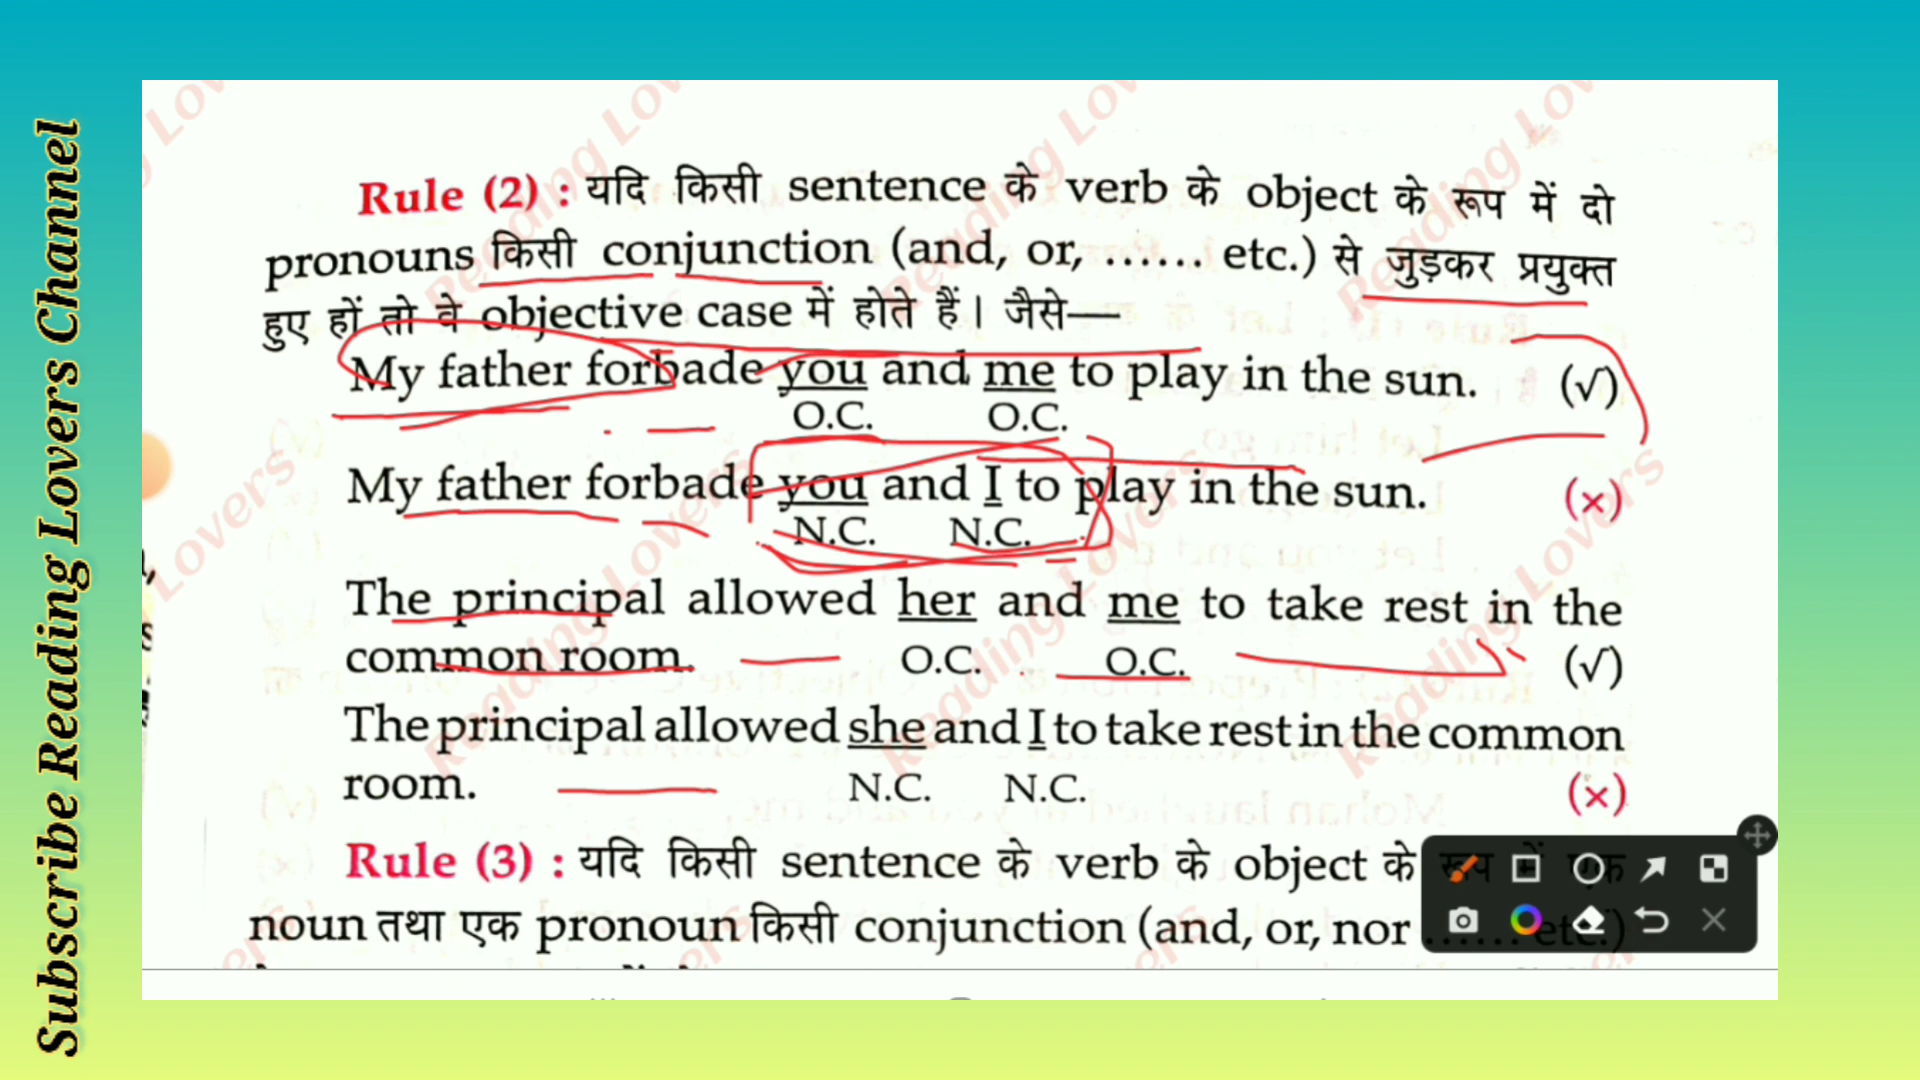 Subscribe Reading Lovers Channel
Rule (2) : यदि किसी sentence के verb के object के रूप में दो
pronouns किसी conjunction (and, or, ...... etc.) से जुड़कर प्रयुक्त
हुए हों तो वे objective case में होते हैं। जैसे—
My father forbade you and me to play in the sun. (√)
O.C. O.C.
My father forbade you and I to play in the sun. (×)
N.C. N.C.
The principal allowed her and me to take rest in the
common room. O.C. O.C. (√)
The principal allowed she and I to take rest in the common
room. N.C. N.C. (×)
Rule (3) : यदि किसी sentence के verb के object के रूप में एक
noun तथा एक pronoun किसी conjunction (and, or, nor ...... etc.)
Reading Lovers